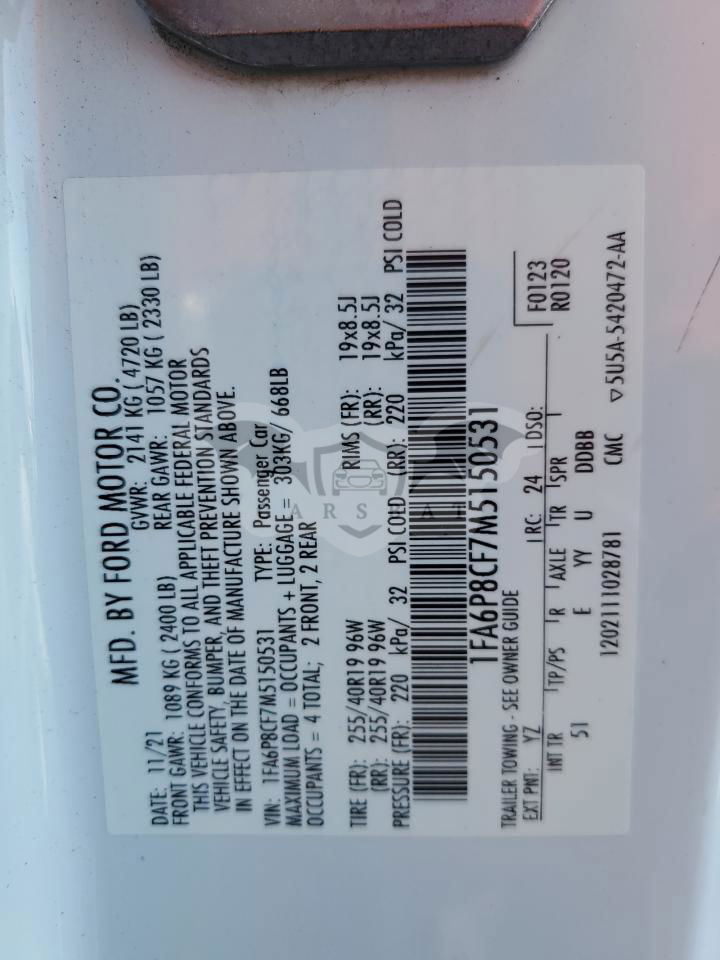 MFD. BY FORD MOTOR CO.
DATE: 11/21 GVWR: 2141 KG ( 4720 LB)
FRONT GAWR: 1089 KG ( 2400 LB) REAR GAWR: 1057 KG ( 2330 LB)
THIS VEHICLE CONFORMS TO ALL APPLICABLE FEDERAL MOTOR
VEHICLE SAFETY, BUMPER, AND THEFT PREVENTION STANDARDS
IN EFFECT ON THE DATE OF MANUFACTURE SHOWN ABOVE.
VIN: 1FA6P8CF7M5150531 TYPE: Passenger Car
MAXIMUM LOAD = OCCUPANTS + LUGGAGE = 303KG/ 668LB
OCCUPANTS = 4 TOTAL; 2 FRONT, 2 REAR
TIRE (FR): 255/40R19 96W RIMS (FR): 19x8.5J
(RR): 255/40R19 96W (RR): 19x8.5J
PRESSURE (FR): 220 kPa/ 32 PSI COLD (RR): 220 kPa/ 32 PSI COLD
1FA6P8CF7M5150531
TRAILER TOWING - SEE OWNER GUIDE F0123
EXT PNT: YZ RC: 24 DSO: R0120
INT TR TP/PS R AXLE TR SPR
51 E YY U DDBB
1202111028781 CMC ▽5U5A-5420472-AA